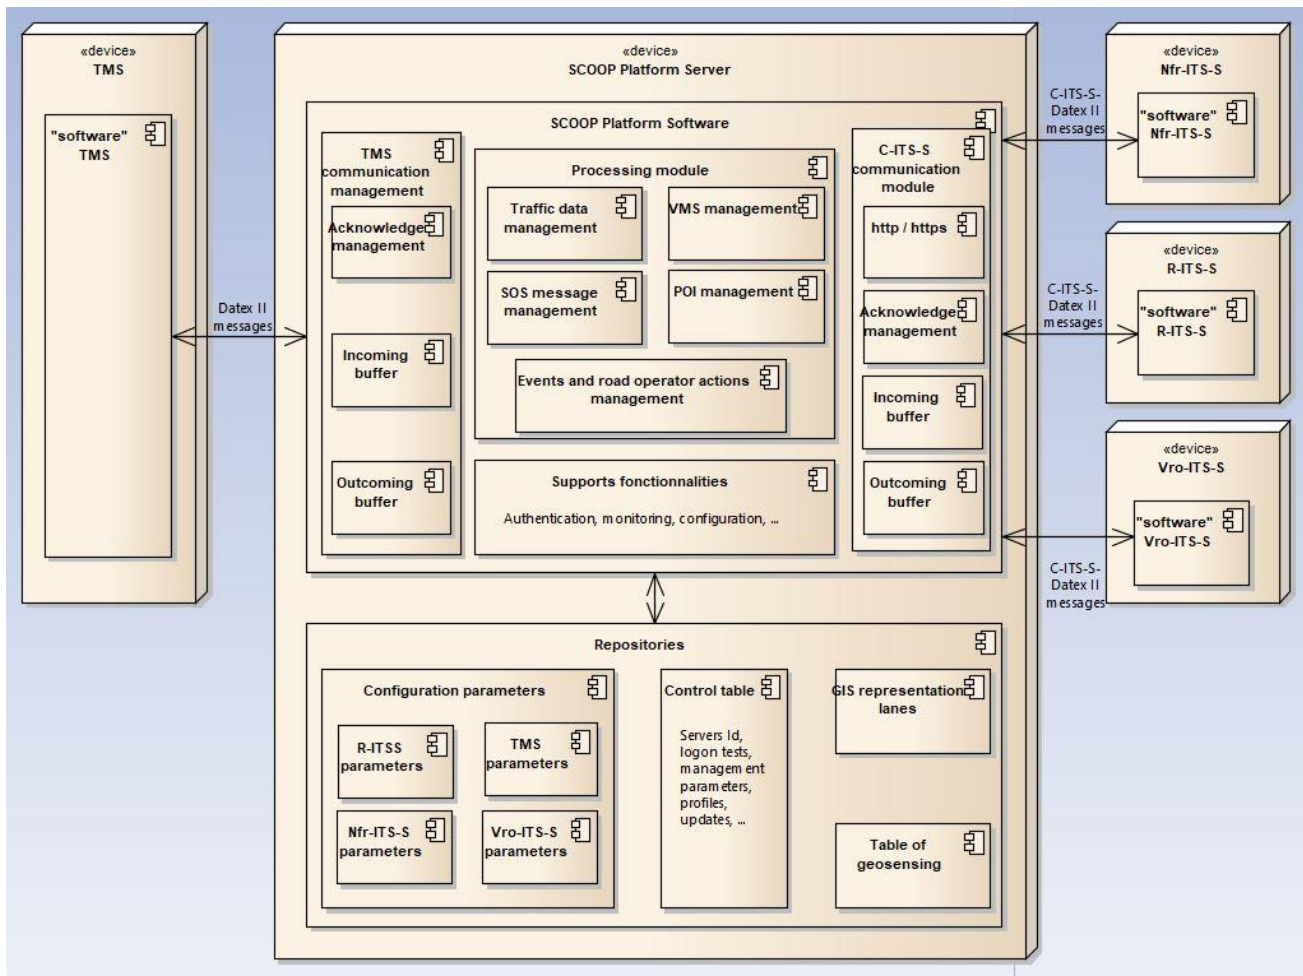 «device»
TMS
"software"
TMS
Datex II
messages
«device»
SCOOP Platform Server
SCOOP Platform Software
TMS
communication
management
Acknowledge
management
Incoming
buffer
Outcoming
buffer
Processing module
Traffic data
management
VMS management
SOS message
management
POI management
Events and road operator actions
management
Supports fonctionnalities
Authentication, monitoring, configuration, ...
C-ITS-S
communication
module
http / https
Acknowledge
management
Incoming
buffer
Outcoming
buffer
C-ITS-S-
Datex II
messages
C-ITS-S-
Datex II
messages
C-ITS-S-
Datex II
messages
«device»
Nfr-ITS-S
"software"
Nfr-ITS-S
«device»
R-ITS-S
"software"
R-ITS-S
«device»
Vro-ITS-S
"software"
Vro-ITS-S
Repositories
Configuration parameters
R-ITSS
parameters
TMS
parameters
Nfr-ITS-S
parameters
Vro-ITS-S
parameters
Control table
Servers Id,
logon tests,
management
parameters,
profiles,
updates, ...
GIS representation
lanes
Table of
geosensing